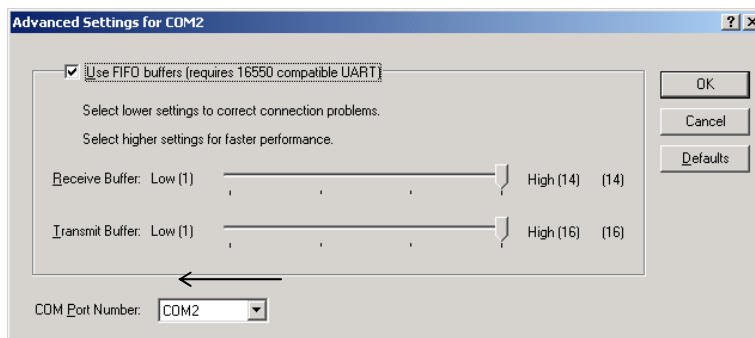 Advanced Settings for COM2
Use FIFO buffers (requires 16550 compatible UART)
OK
Select lower settings to correct connection problems.
Cancel
Select higher settings for faster performance.
Defaults
Receive Buffer: Low (1) High (14) (14)
Transmit Buffer: Low (1) High (16) (16)
COM Port Number: COM2